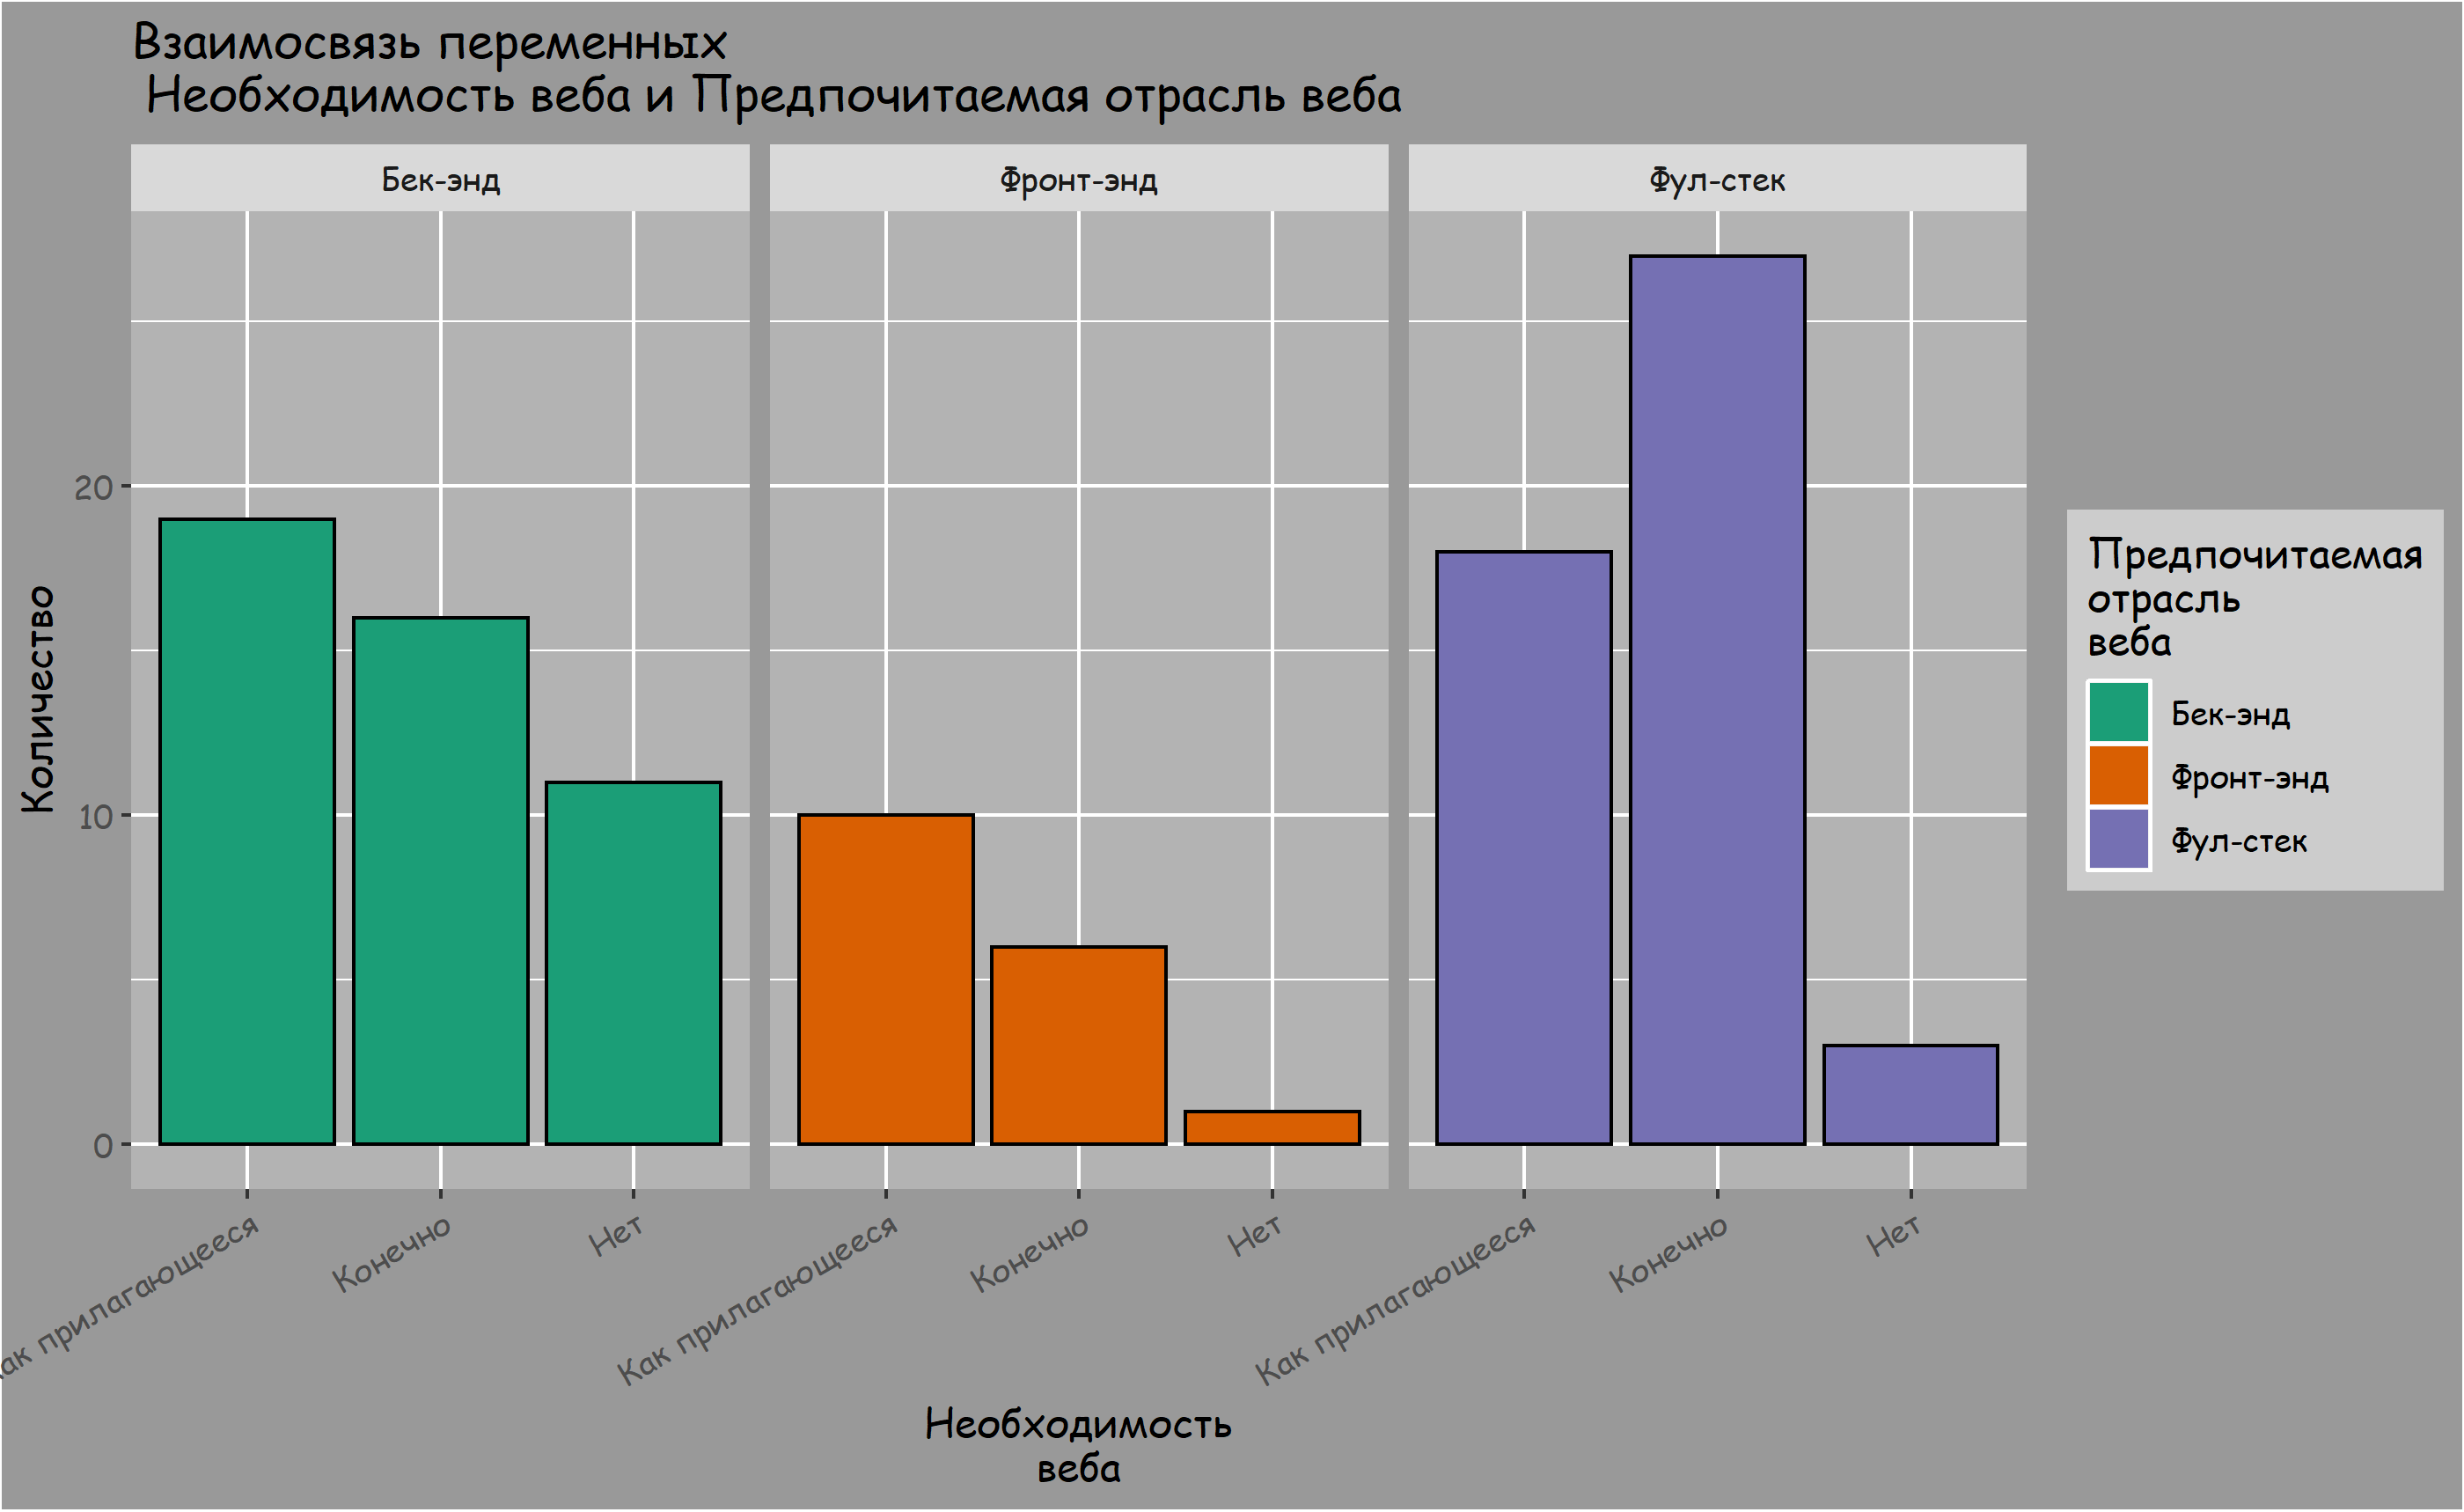 Взаимосвязь переменных
Необходимость веба и Предпочитаемая отрасль веба
Бек-энд
Фронт-энд
Фул-стек
Количество
20
10
0
прилагающееся
Конечно
Нет
Как прилагающееся
Конечно
Нет
Как прилагающееся
Конечно
Нет
Необходимость
веба
Предпочитаемая
отрасль
веба
Бек-энд
Фронт-энд
Фул-стек